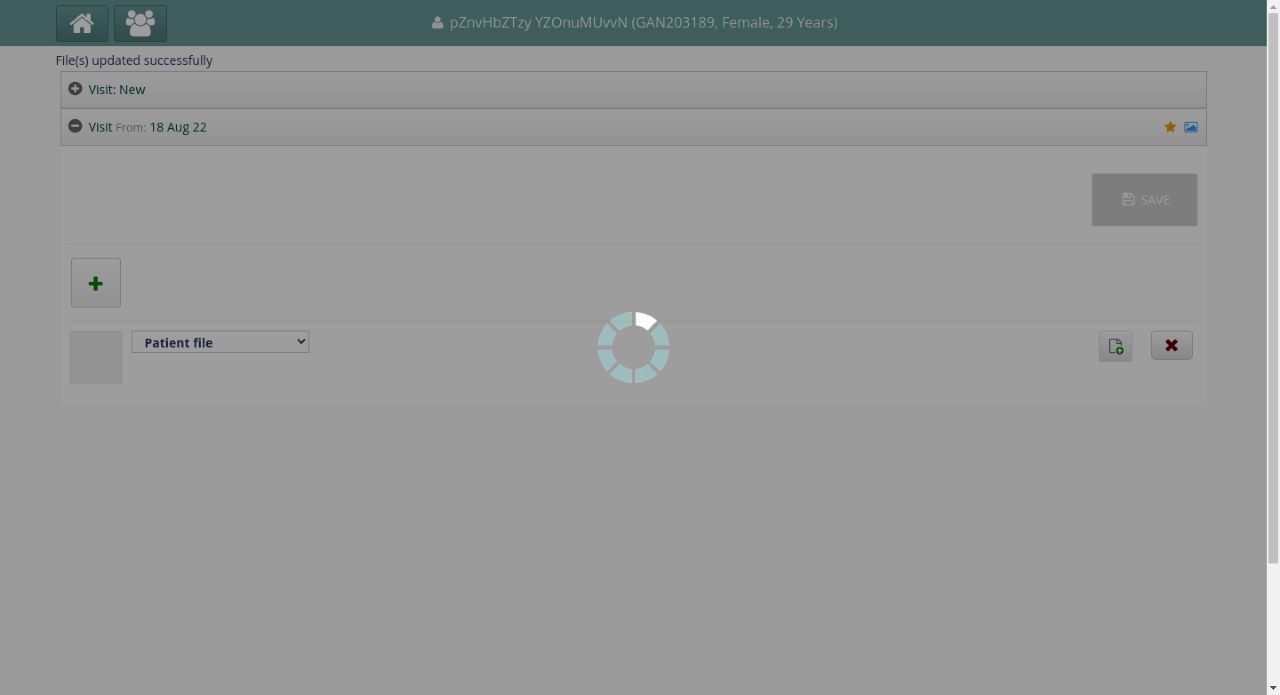 pZnvHbZTzy YZOnuMUvvN (GAN203189, Female, 29 Years)
File(s) updated successfully
Visit: New
Visit From: 18 Aug 22
SAVE
Patient file